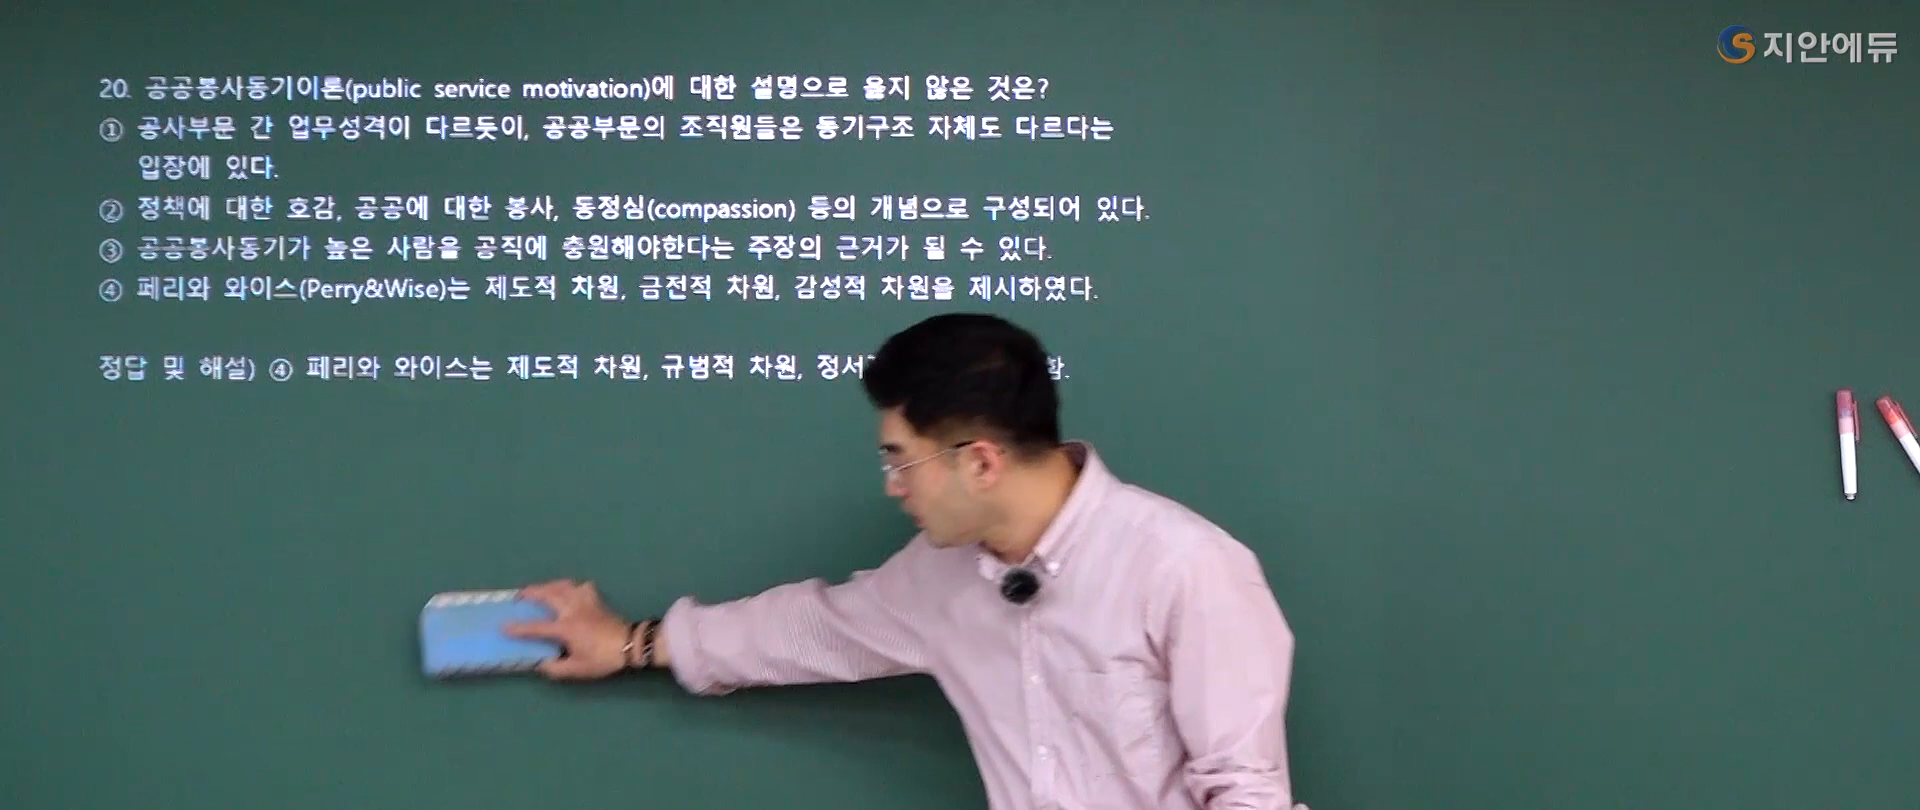 지안에듀
20. 공공봉사동기이론(public service motivation)에 대한 설명으로 옳지 않은 것은?
① 공사부문 간 업무성격이 다르듯이, 공공부문의 조직원들은 동기구조 자체도 다르다는
입장에 있다.
② 정책에 대한 호감, 공공에 대한 봉사, 동정심(compassion) 등의 개념으로 구성되어 있다.
③ 공공봉사동기가 높은 사람을 공직에 충원해야한다는 주장의 근거가 될 수 있다.
④ 페리와 와이스(Perry&Wise)는 제도적 차원, 금전적 차원, 감성적 차원을 제시하였다.
정답 및 해설) ④ 페리와 와이스는 제도적 차원, 규범적 차원, 정서 함.